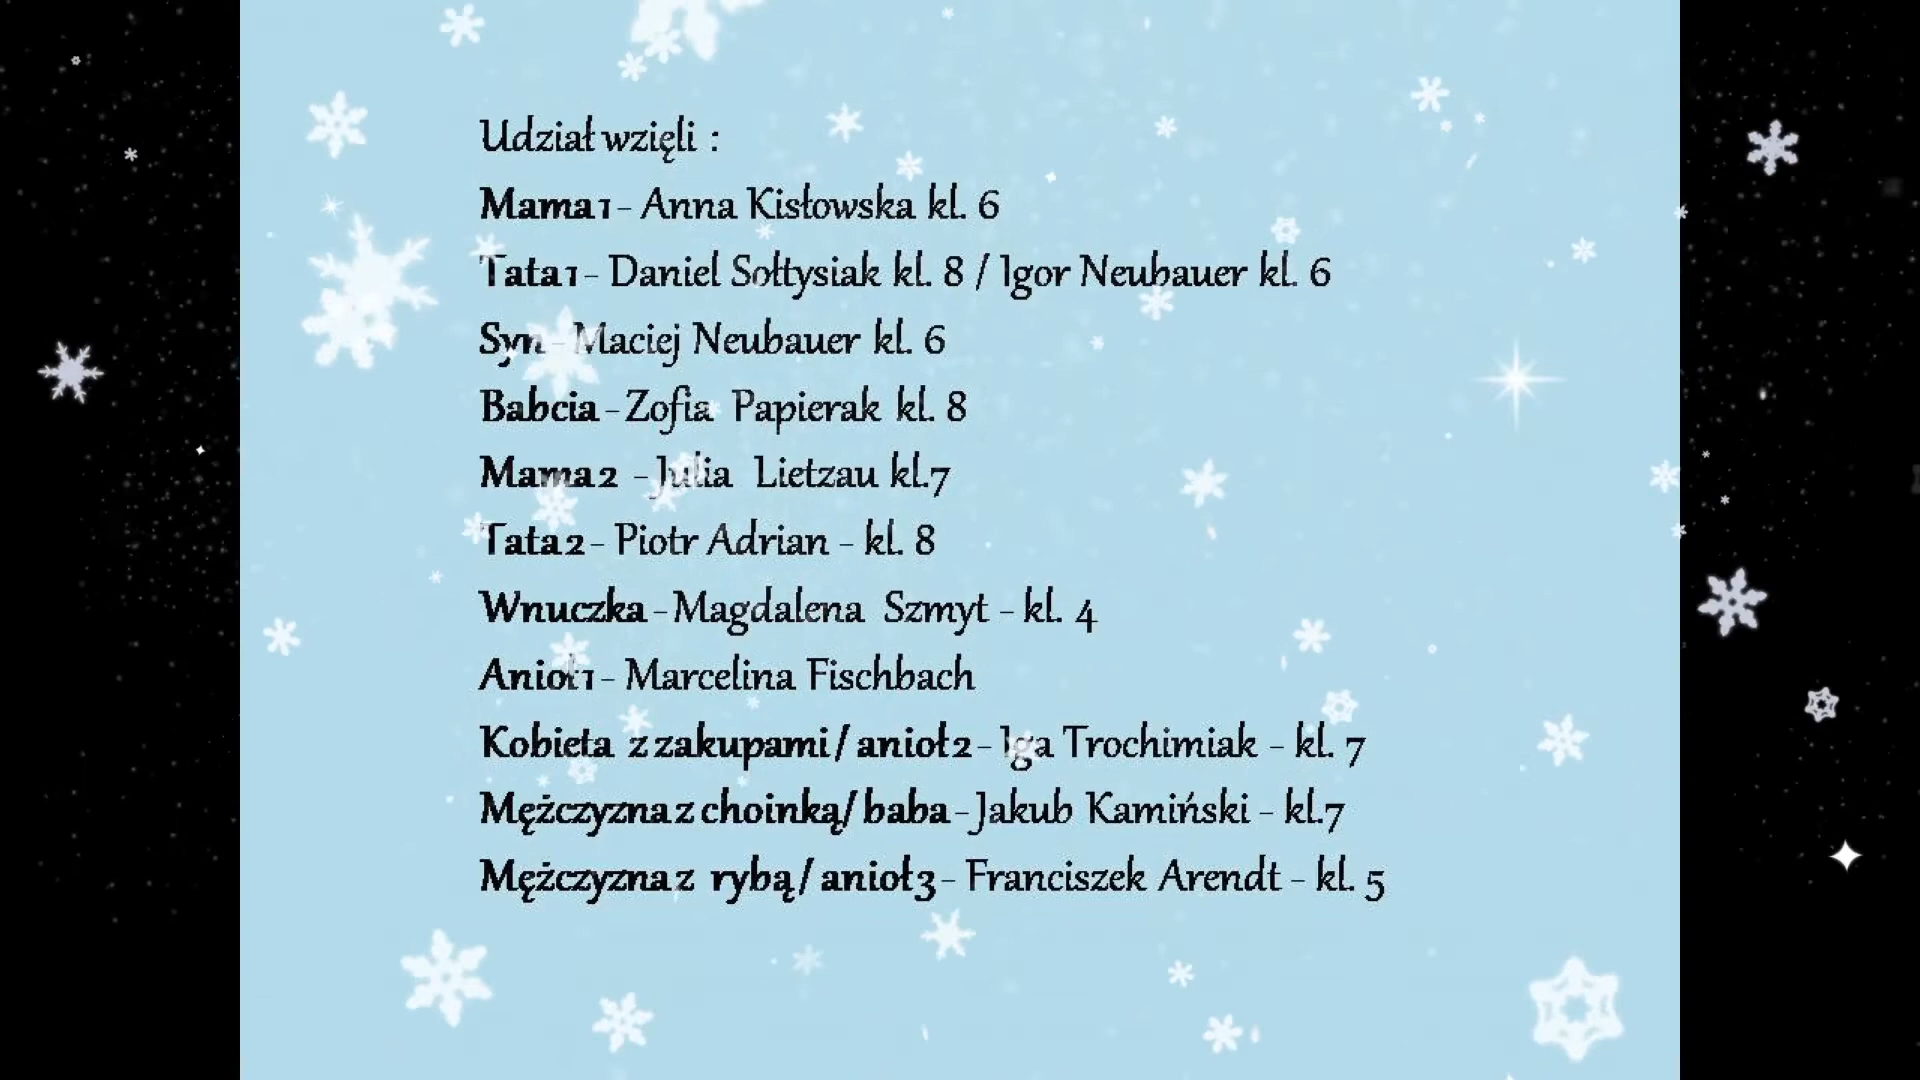 Udział wzięli :
Mama1 - Anna Kisłowska kl. 6
Tata1 - Daniel Sołtysiak kl. 8 / Igor Neubauer kl. 6
Syn - Maciej Neubauer kl. 6
Babcia - Zofia Papierak kl. 8
Mama2 - Julia Lietzau kl.7
Tata2 - Piotr Adrian - kl. 8
Wnuczka - Magdalena Szmyt - kl. 4
Anioł1 - Marcelina Fischbach
Kobieta z zakupami/ anioł2 - Iga Trochimiak - kl. 7
Mężczyzna z choinką/ baba - Jakub Kamiński - kl.7
Mężczyzna z rybą/ anioł3 - Franciszek Arendt - kl. 5